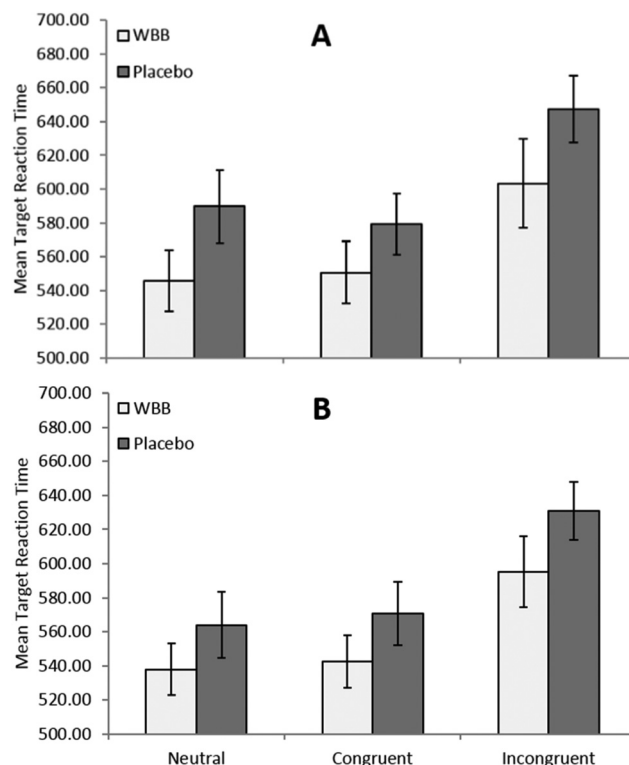 A
WBB
Placebo
Mean Target Reaction Time
700.00
680.00
660.00
640.00
620.00
600.00
580.00
560.00
540.00
520.00
500.00
B
WBB
Placebo
Mean Target Reaction Time
700.00
680.00
660.00
640.00
620.00
600.00
580.00
560.00
540.00
520.00
500.00
Neutral Congruent Incongruent